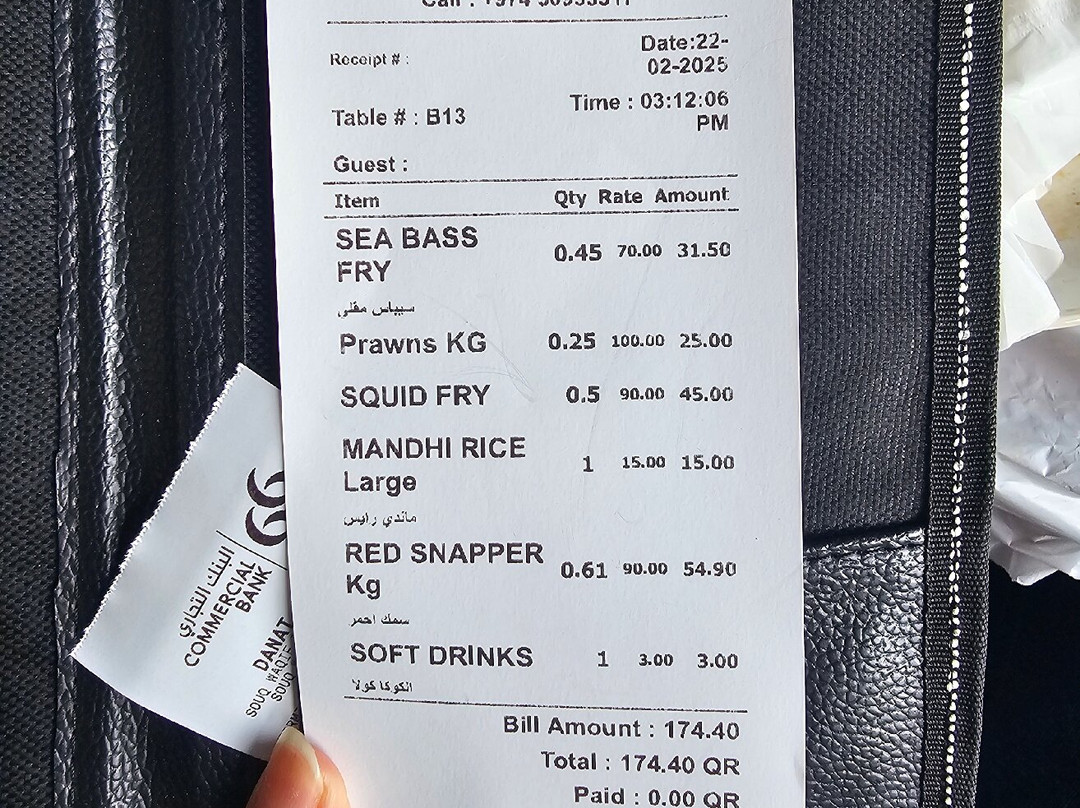 Receipt # :
Date:22-
02-2025
Table # : B13
Time : 03:12:06
PM
Guest :
Item Qty Rate Amount
SEA BASS
FRY
0.45 70.00 31.50
سيباس مقلي
Prawns KG 0.25 100.00 25.00
SQUID FRY 0.5 90.00 45.00
MANDHI RICE
Large
1 15.00 15.00
ماندي رايس
RED SNAPPER
Kg
0.61 90.00 54.90
سمك احمر
SOFT DRINKS 1 3.00 3.00
الكوكا كولا
Bill Amount : 174.40
Total : 174.40 QR
Paid : 0.00 QR
البنك التجاري
COMMERCIAL
BANK
DANAT
SOUQ WAQIF
SOUQ